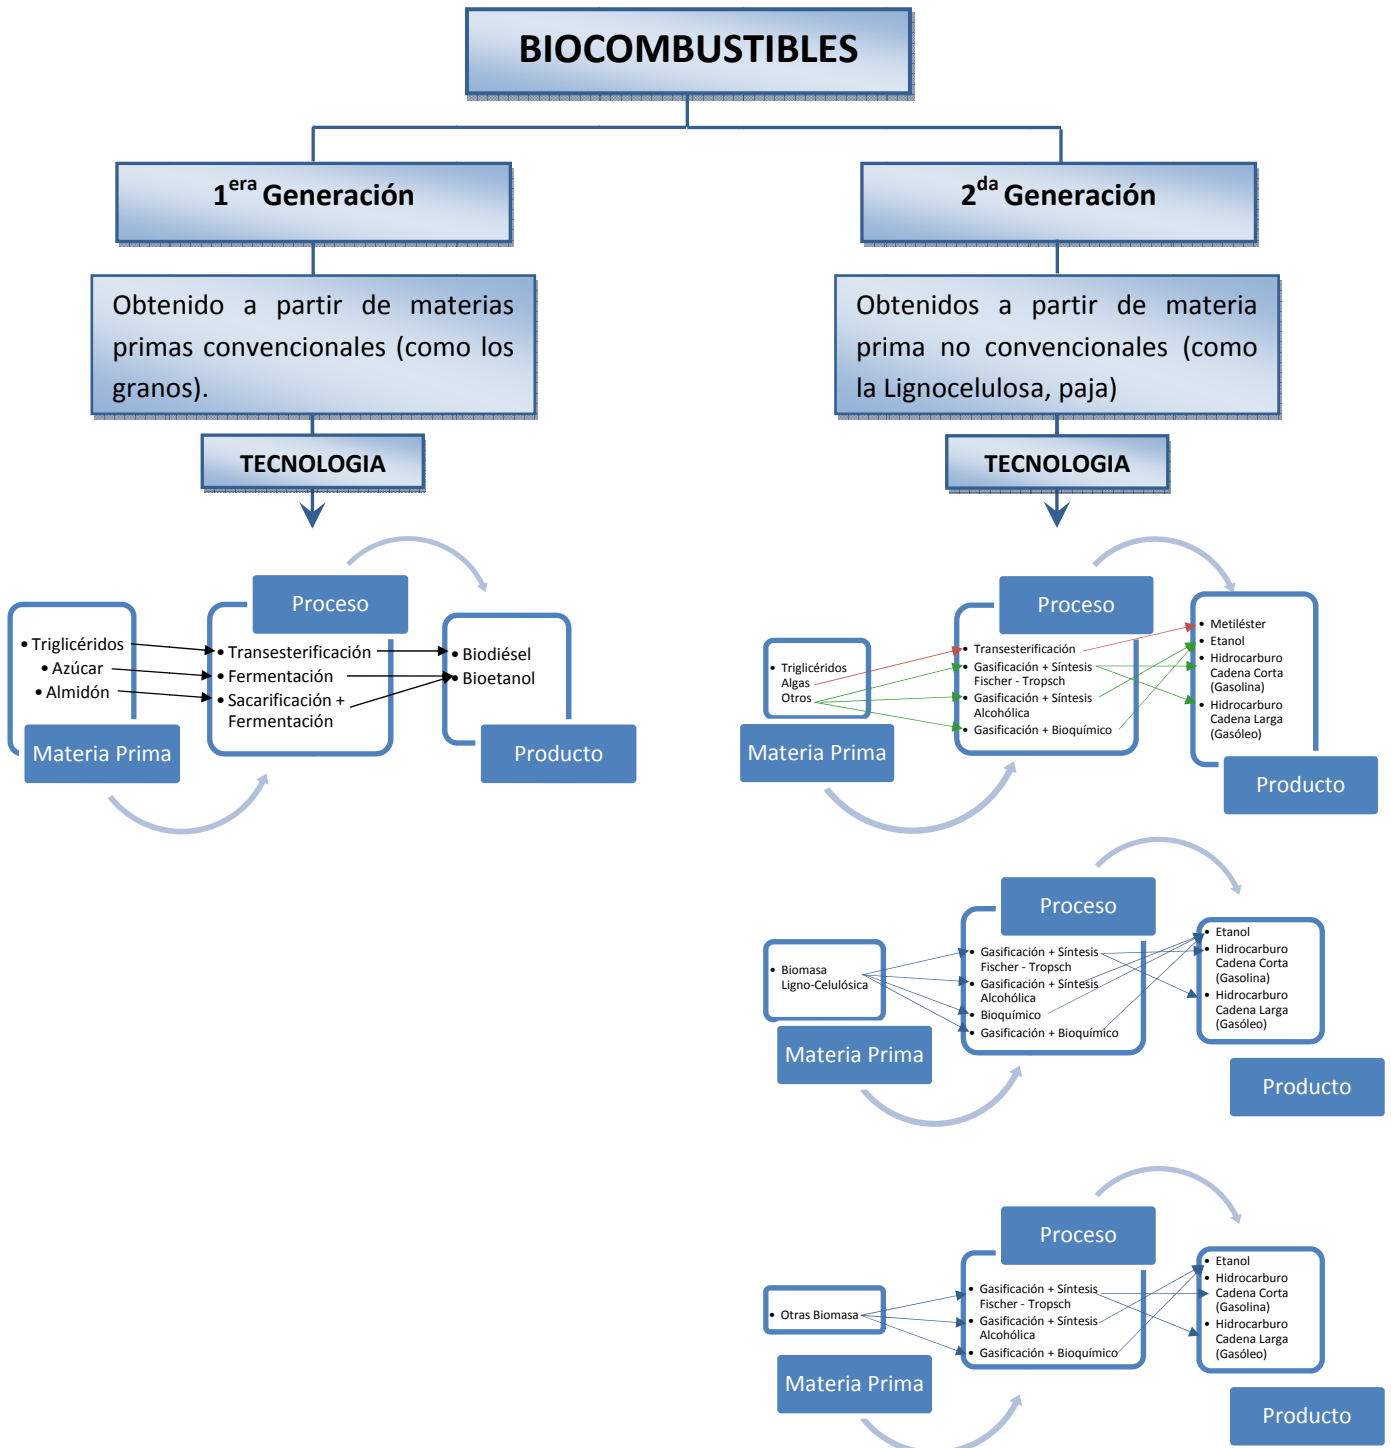 BIOCOMBUSTIBLES
1era Generación
Obtenido a partir de materias
primas convencionales (como los
granos).
TECNOLOGIA
Proceso
• Triglicéridos
• Azúcar
• Almidón
Materia Prima
• Transesterificación
• Fermentación
• Sacarificación +
Fermentación
• Biodiésel
• Bioetanol
Producto
2da Generación
Obtenidos a partir de materia
prima no convencionales (como
la Lignocelulosa, paja)
TECNOLOGIA
Proceso
• Triglicéridos
Algas
Otros
Materia Prima
• Transesterificación
• Gasificación + Síntesis
Fischer - Tropsch
• Gasificación + Síntesis
Alcohólica
• Gasificación + Bioquímico
• Metiléster
• Etanol
• Hidrocarburo
Cadena Corta
(Gasolina)
• Hidrocarburo
Cadena Larga
(Gasóleo)
Producto
Proceso
• Biomasa
Ligno-Celulósica
Materia Prima
• Gasificación + Síntesis
Fischer - Tropsch
• Gasificación + Síntesis
Alcohólica
• Bioquímico
• Gasificación + Bioquímico
• Etanol
• Hidrocarburo
Cadena Corta
(Gasolina)
• Hidrocarburo
Cadena Larga
(Gasóleo)
Producto
Proceso
• Otras Biomasa
Materia Prima
• Gasificación + Síntesis
Fischer - Tropsch
• Gasificación + Síntesis
Alcohólica
• Gasificación + Bioquímico
• Etanol
• Hidrocarburo
Cadena Corta
(Gasolina)
• Hidrocarburo
Cadena Larga
(Gasóleo)
Producto